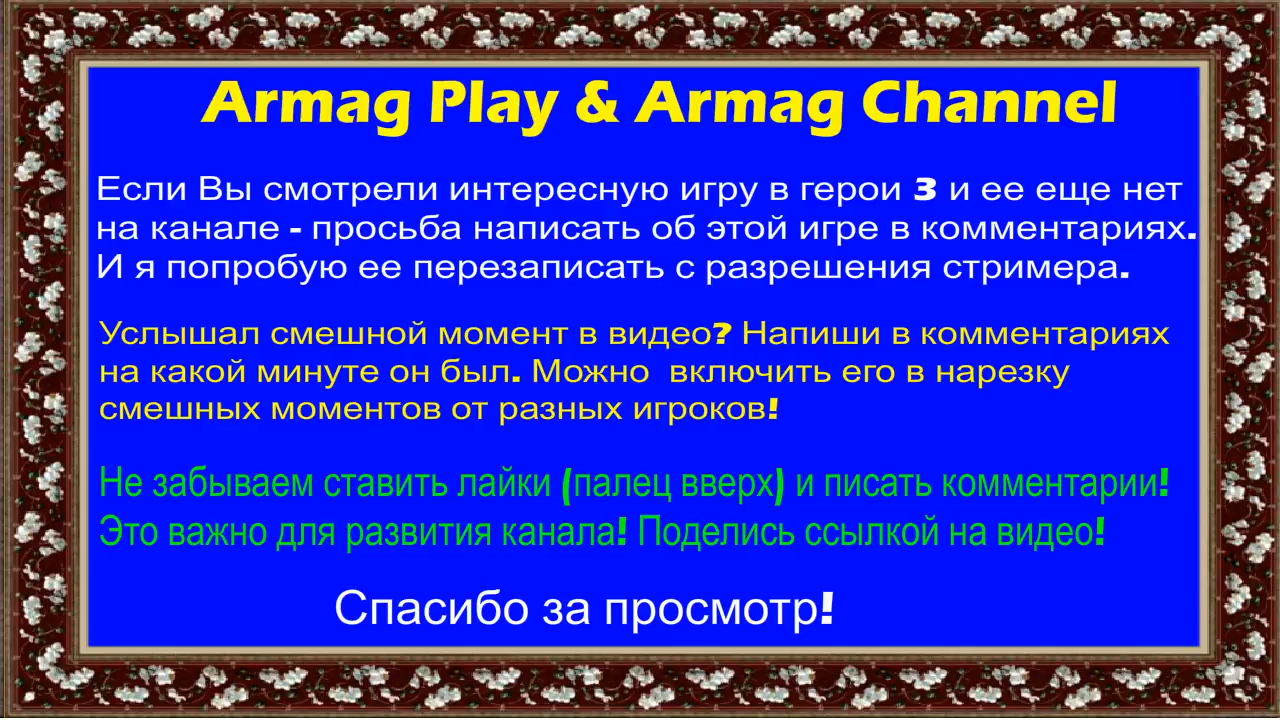 Armag Play & Armag Channel
Если Вы смотрели интересную игру в герои 3 и ее еще нет
на канале - просьба написать об этой игре в комментариях.
И я попробую ее перезаписать с разрешения стримера.
Услышал смешной момент в видео? Напиши в комментариях
на какой минуте он был. Можно  включить его в нарезку
смешных моментов от разных игроков!
Не забываем ставить лайки (палец вверх) и писать комментарии!
Это важно для развития канала! Поделись ссылкой на видео!
Спасибо за просмотр!